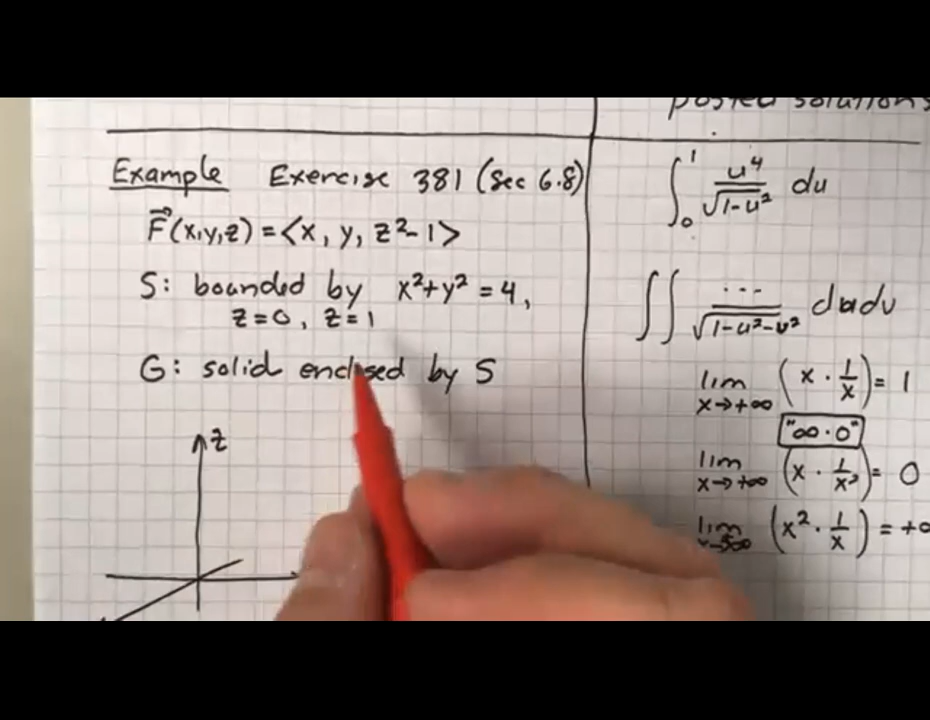 posted solutions
Example Exercise 381 (Sec 6.8)
F⃗(x,y,z) = <x, y, z²-1>
S: bounded by x²+y² = 4,
z=0, z=1
G: solid enclosed by S
z
∫₀¹ u⁴/√(1-u²) du
∫∫ .../√(1-u²-v²) du dv
lim x→+∞ (x · 1/x) = 1
"∞·0"
lim x→+∞ (x · 1/x²) = 0
lim (x² · 1/x) = +∞